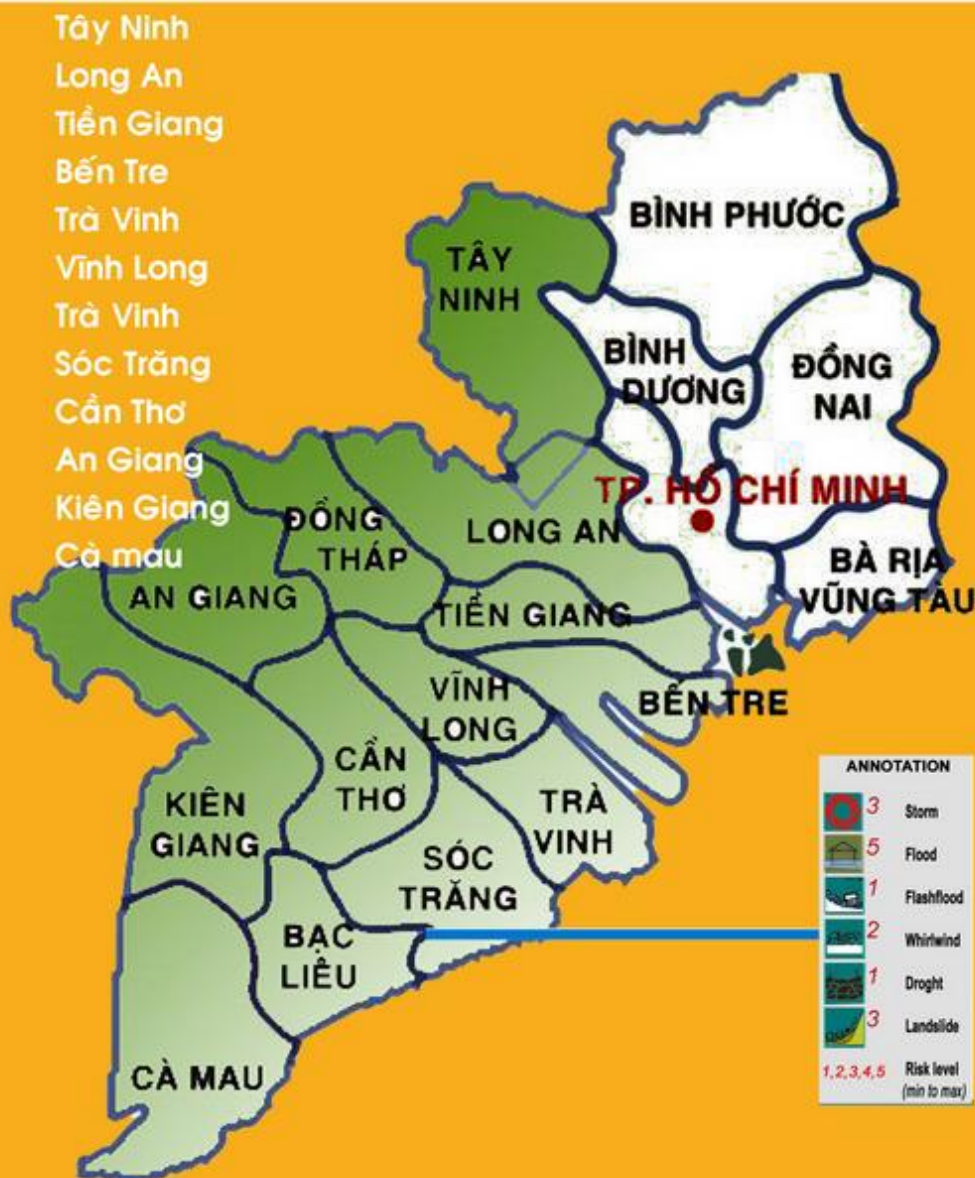 Tây Ninh
Long An
Tiền Giang
Bến Tre
Trà Vinh
Vĩnh Long
Trà Vinh
Sóc Trăng
Cần Thơ
An Giang
Kiên Giang
Cà mau
BÌNH PHƯỚC
TÂY
NINH
BÌNH
DƯƠNG
ĐỒNG
NAI
TP. HỒ CHÍ MINH
ĐỒNG
THÁP
LONG AN
BÀ RỊA
VŨNG TÀU
AN GIANG
TIỀN GIANG
VĨNH
LONG
BẾN TRE
CẦN
THƠ
KIÊN
GIANG
TRÀ
VINH
SÓC
TRĂNG
BẠC
LIÊU
CÀ MAU
ANNOTATION
3 Storm
5 Flood
1 Flashflood
2 Whirlwind
1 Droght
3 Landslide
1,2,3,4,5 Risk level
(min to max)